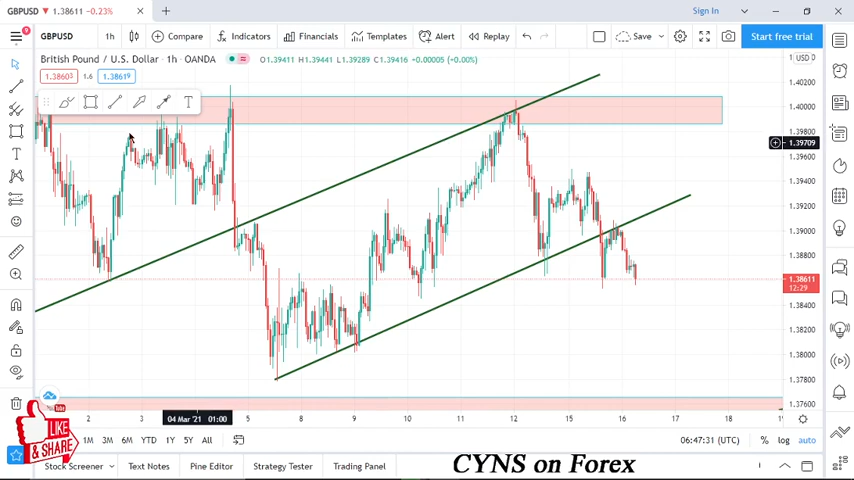 GBPUSD ▼ 1.38611 −0.23%
Sign In
GBPUSD 1h Compare Indicators Financials Templates Alert Replay Save Start free trial
British Pound / U.S. Dollar · 1h · OANDA O1.39411 H1.39441 L1.39289 C1.39416 −0.00005 (−0.00%)
USD
1.38603 1.6 1.38619
1.40200
1.40000
1.39800
1.39709
1.39600
1.39400
1.39200
1.39000
1.38800
1.38611
12:29
1.38400
1.38200
1.38000
1.37800
1.37600
2 3 04 Mar '21 01:00 5 8 9 10 11 12 15 16 17 18
LIKE
& SHARE
1M 3M 6M YTD 1Y 5Y All
06:47:31 (UTC) % log auto
Stock Screener Text Notes Pine Editor Strategy Tester Trading Panel
CYNS on Forex